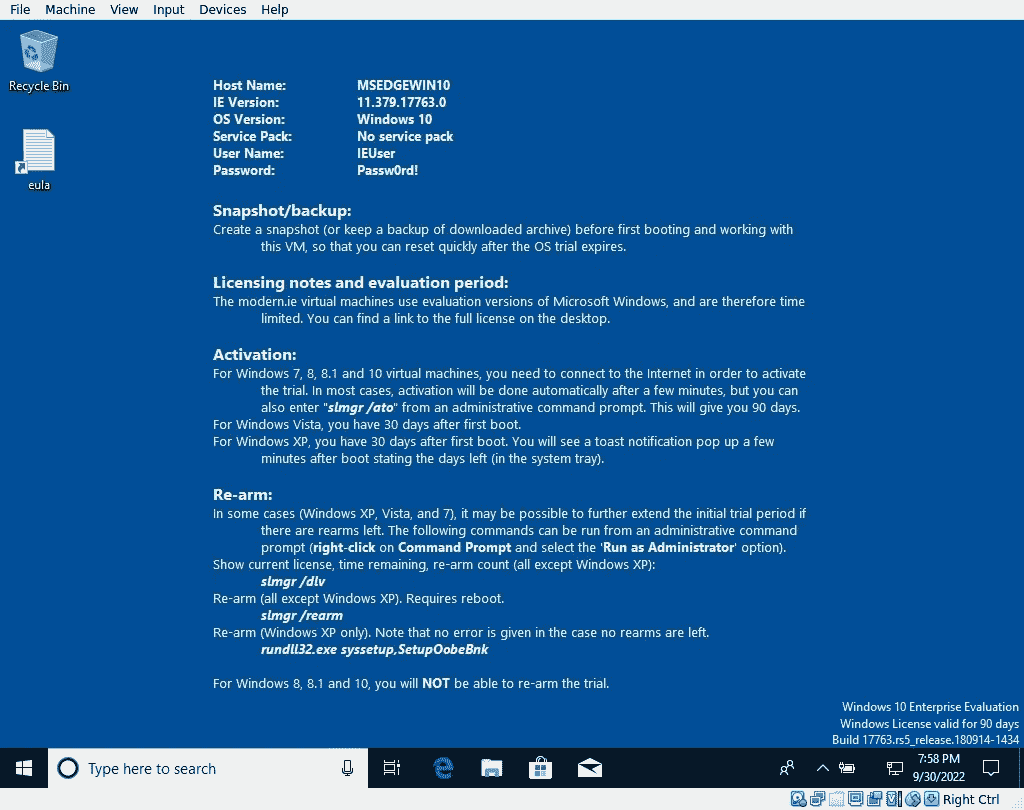 File Machine View Input Devices Help
Recycle Bin
eula
Host Name: MSEDGEWIN10
IE Version: 11.379.17763.0
OS Version: Windows 10
Service Pack: No service pack
User Name: IEUser
Password: Passw0rd!
Snapshot/backup:
Create a snapshot (or keep a backup of downloaded archive) before first booting and working with
this VM, so that you can reset quickly after the OS trial expires.
Licensing notes and evaluation period:
The modern.ie virtual machines use evaluation versions of Microsoft Windows, and are therefore time
limited. You can find a link to the full license on the desktop.
Activation:
For Windows 7, 8, 8.1 and 10 virtual machines, you need to connect to the Internet in order to activate
the trial. In most cases, activation will be done automatically after a few minutes, but you can
also enter "slmgr /ato" from an administrative command prompt. This will give you 90 days.
For Windows Vista, you have 30 days after first boot.
For Windows XP, you have 30 days after first boot. You will see a toast notification pop up a few
minutes after boot stating the days left (in the system tray).
Re-arm:
In some cases (Windows XP, Vista, and 7), it may be possible to further extend the initial trial period if
there are rearms left. The following commands can be run from an administrative command
prompt (right-click on Command Prompt and select the 'Run as Administrator' option).
Show current license, time remaining, re-arm count (all except Windows XP):
slmgr /dlv
Re-arm (all except Windows XP). Requires reboot.
slmgr /rearm
Re-arm (Windows XP only). Note that no error is given in the case no rearms are left.
rundll32.exe syssetup,SetupOobeBnk
For Windows 8, 8.1 and 10, you will NOT be able to re-arm the trial.
Windows 10 Enterprise Evaluation
Windows License valid for 90 days
Build 17763.rs5_release.180914-1434
Type here to search
7:58 PM
9/30/2022
Right Ctrl